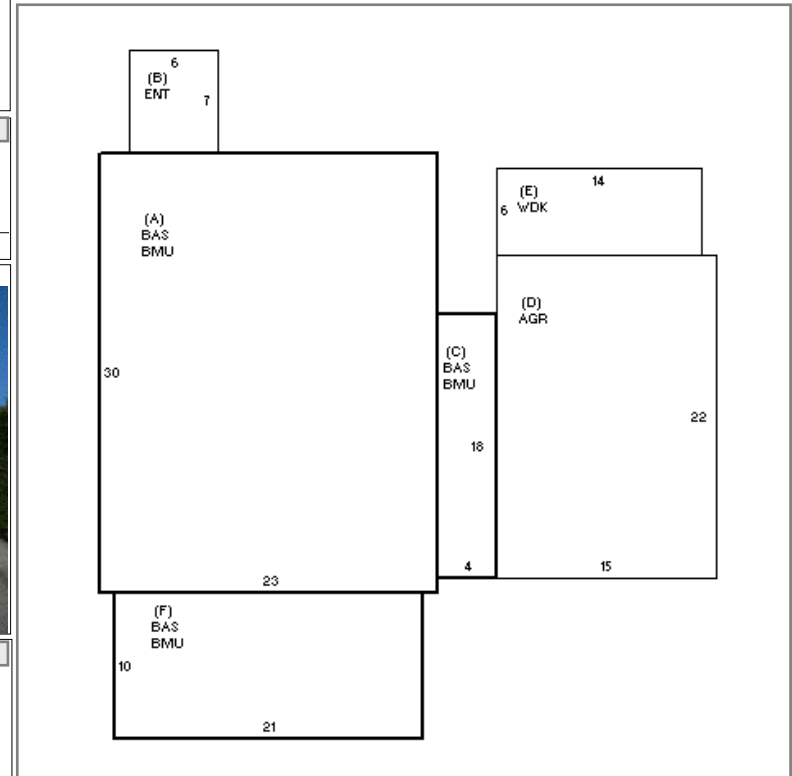 6
(B)
ENT
7
14
(E)
6 WDK
(A)
BAS
BMU
(D)
AGR
(C)
BAS
BMU
30
22
18
4
15
23
(F)
BAS
BMU
10
21